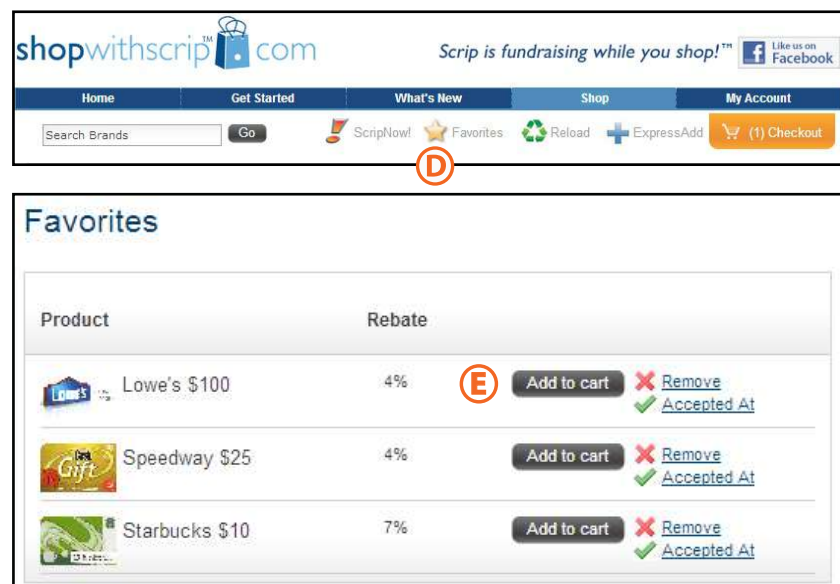 shopwithscrip™ com
Scrip is fundraising while you shop!™
Like us on
Facebook
Home Get Started What's New Shop My Account
Search Brands Go ScripNow! Favorites Reload ExpressAdd (1) Checkout
D
Favorites
Product Rebate
Lowe's
Lowe's $100 4% E Add to cart Remove
Accepted At
Gift
Speedway $25 4% Add to cart Remove
Accepted At
Starbucks $10 7% Add to cart Remove
Accepted At